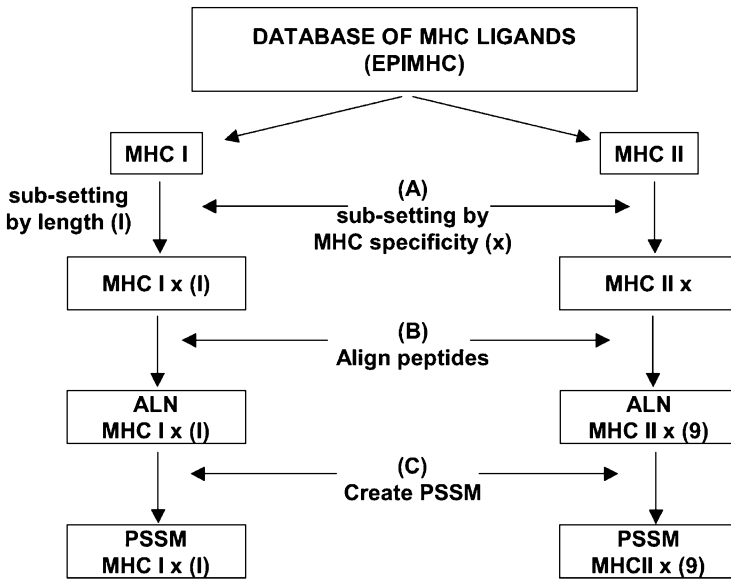 DATABASE OF MHC LIGANDS
(EPIMHC)
MHC I
MHC II
sub-setting
by length (l)
(A)
sub-setting by
MHC specificity (x)
MHC I x (l)
MHC II x
(B)
Align peptides
ALN
MHC I x (l)
ALN
MHC II x (9)
(C)
Create PSSM
PSSM
MHC I x (l)
PSSM
MHCII x (9)